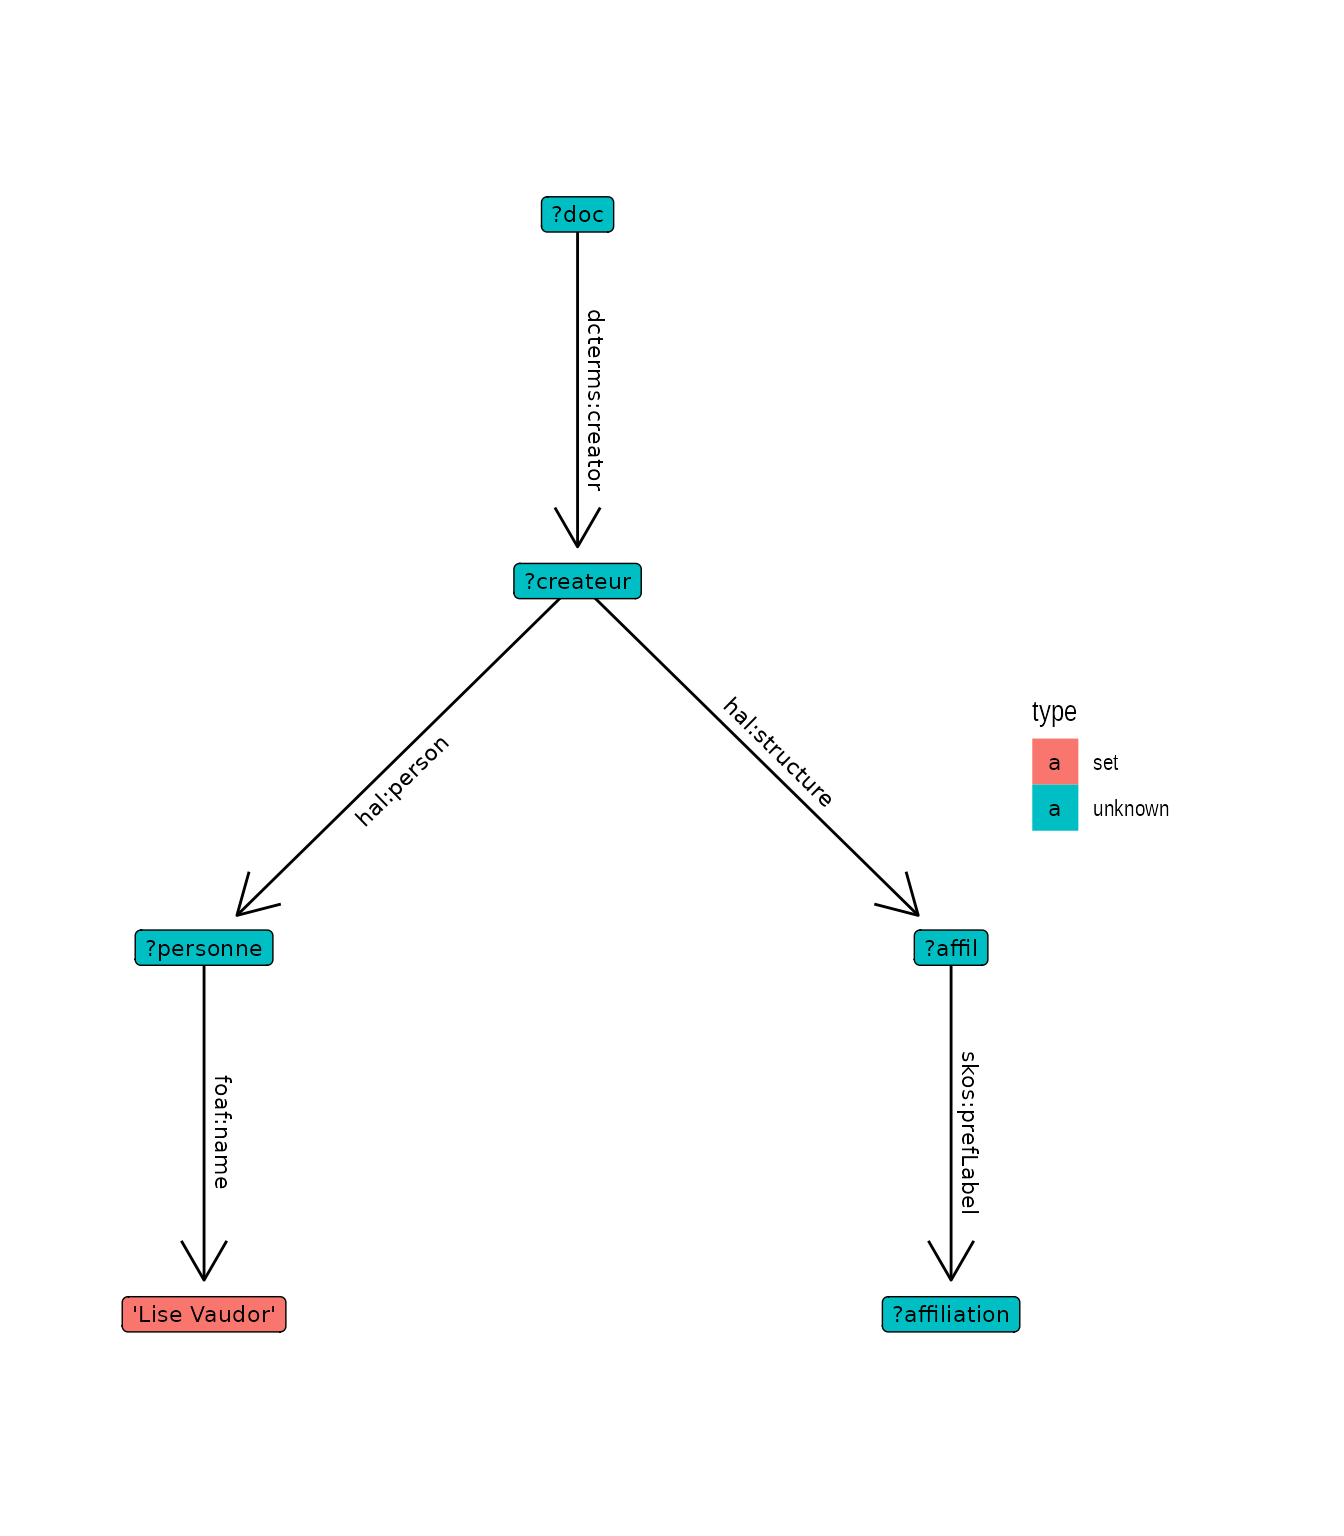 ?doc
dcterms:creator
?createur
hal:person
hal:structure
type
a set
a unknown
?personne
?affil
foaf:name
skos:prefLabel
'Lise Vaudor'
?affiliation